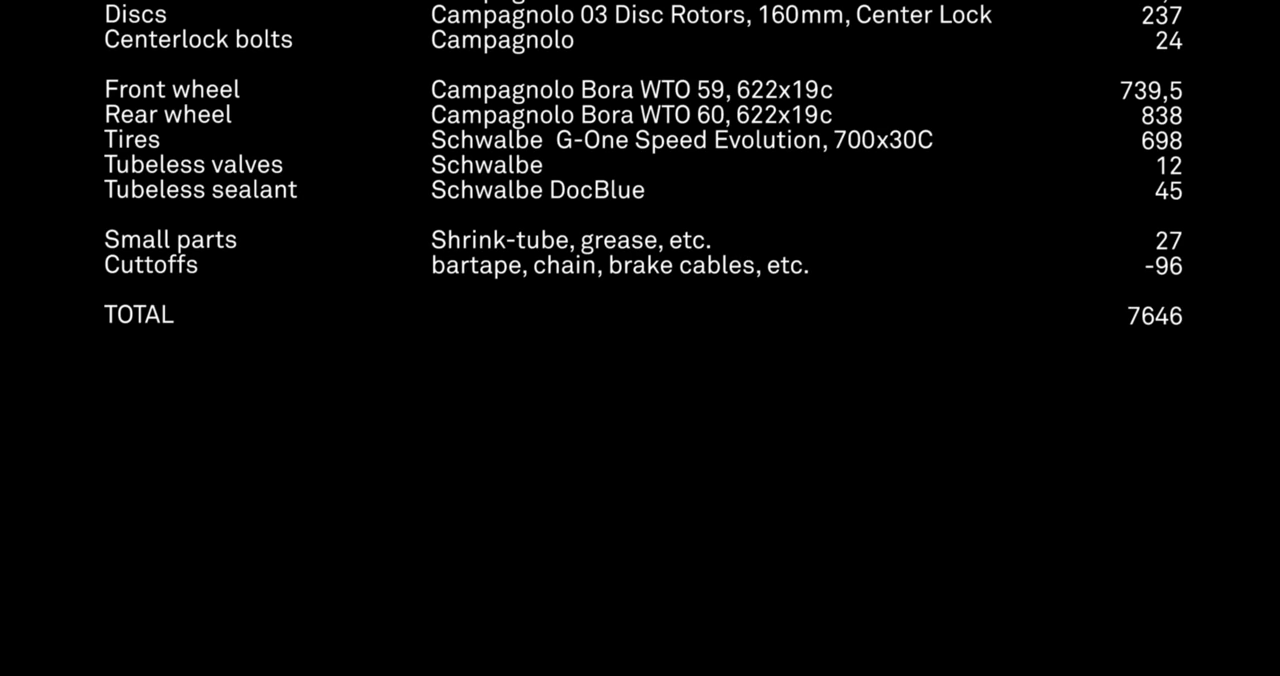 Discs Campagnolo 03 Disc Rotors, 160mm, Center Lock 237
Centerlock bolts Campagnolo 24
Front wheel Campagnolo Bora WTO 59, 622x19c 739,5
Rear wheel Campagnolo Bora WTO 60, 622x19c 838
Tires Schwalbe  G-One Speed Evolution, 700x30C 698
Tubeless valves Schwalbe 12
Tubeless sealant Schwalbe DocBlue 45
Small parts Shrink-tube, grease, etc. 27
Cuttoffs bartape, chain, brake cables, etc. -96
TOTAL 7646